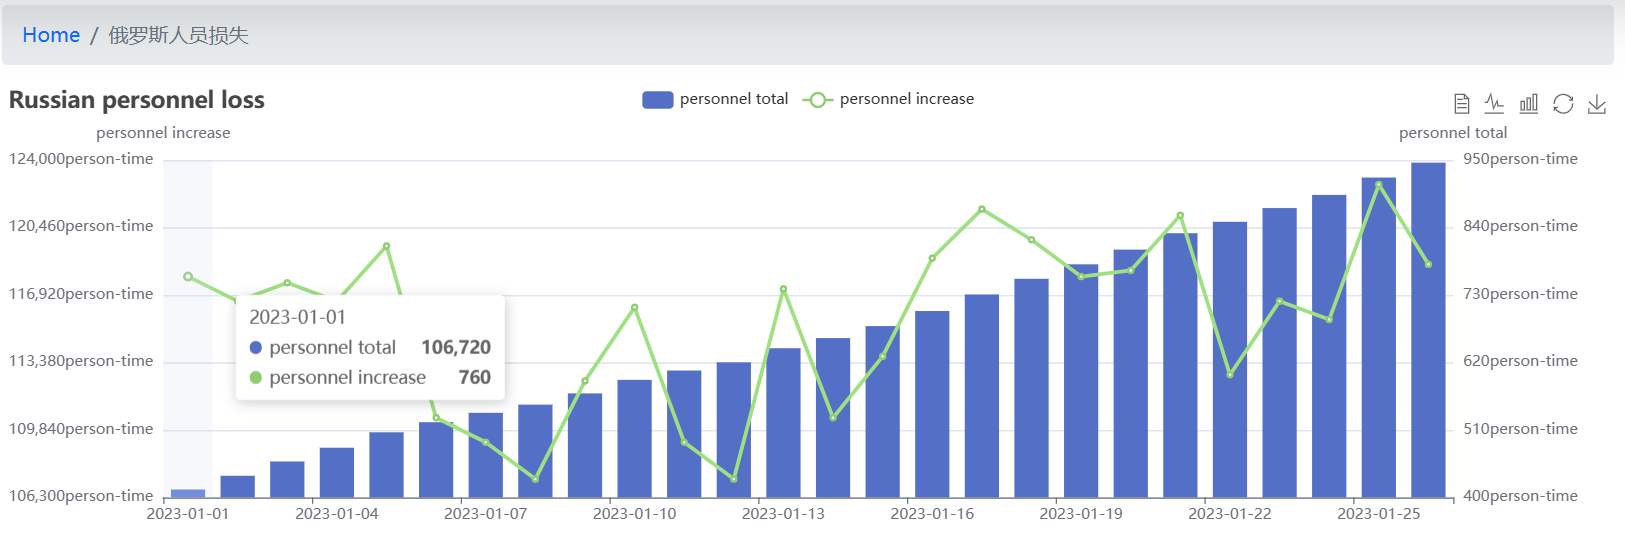 Home / 俄罗斯人员损失
Russian personnel loss
personnel total
personnel increase
personnel increase
personnel total
124,000person-time
120,460person-time
116,920person-time
113,380person-time
109,840person-time
106,300person-time
950person-time
840person-time
730person-time
620person-time
510person-time
400person-time
2023-01-01
personnel total 106,720
personnel increase 760
2023-01-01
2023-01-04
2023-01-07
2023-01-10
2023-01-13
2023-01-16
2023-01-19
2023-01-22
2023-01-25